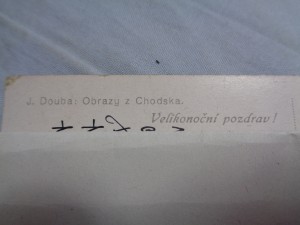 J. Douba: Obrazy z Chodska.
Velikonoční pozdrav!